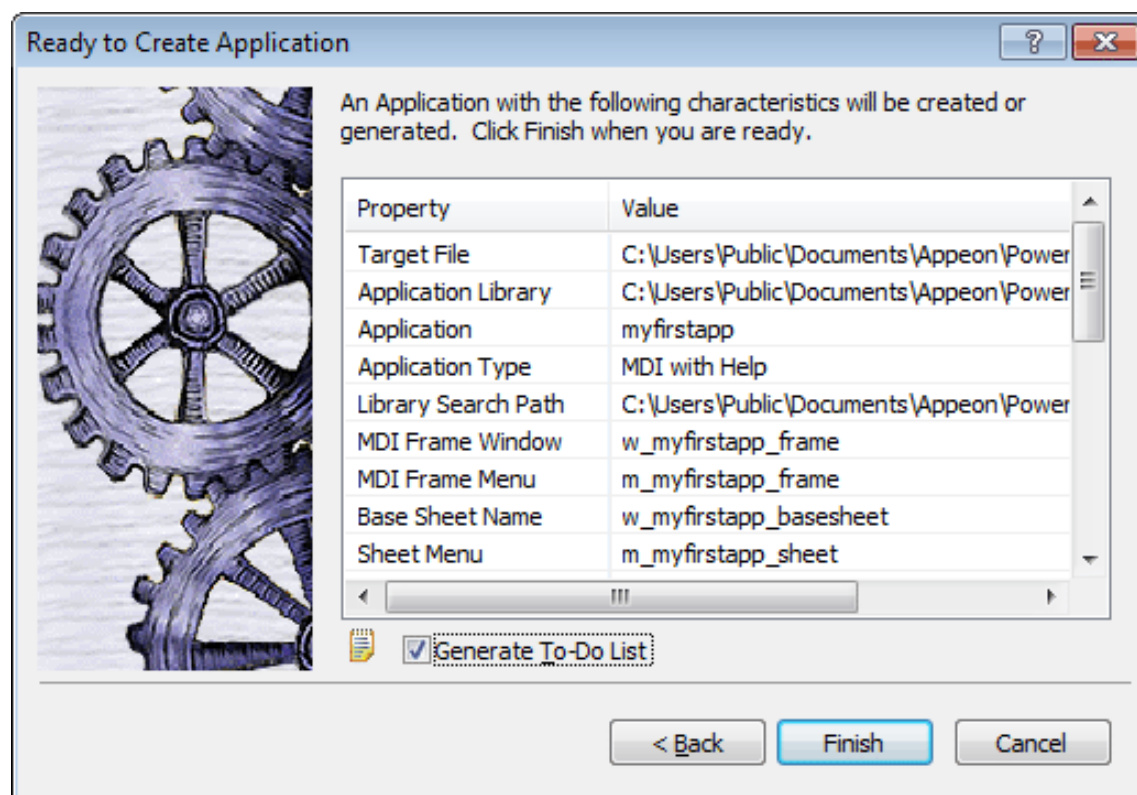 Ready to Create Application
An Application with the following characteristics will be created or
generated. Click Finish when you are ready.
Property Value
Target File C:\Users\Public\Documents\Appeon\Power
Application Library C:\Users\Public\Documents\Appeon\Power
Application myfirstapp
Application Type MDI with Help
Library Search Path C:\Users\Public\Documents\Appeon\Power
MDI Frame Window w_myfirstapp_frame
MDI Frame Menu m_myfirstapp_frame
Base Sheet Name w_myfirstapp_basesheet
Sheet Menu m_myfirstapp_sheet
Generate To-Do List
< Back Finish Cancel